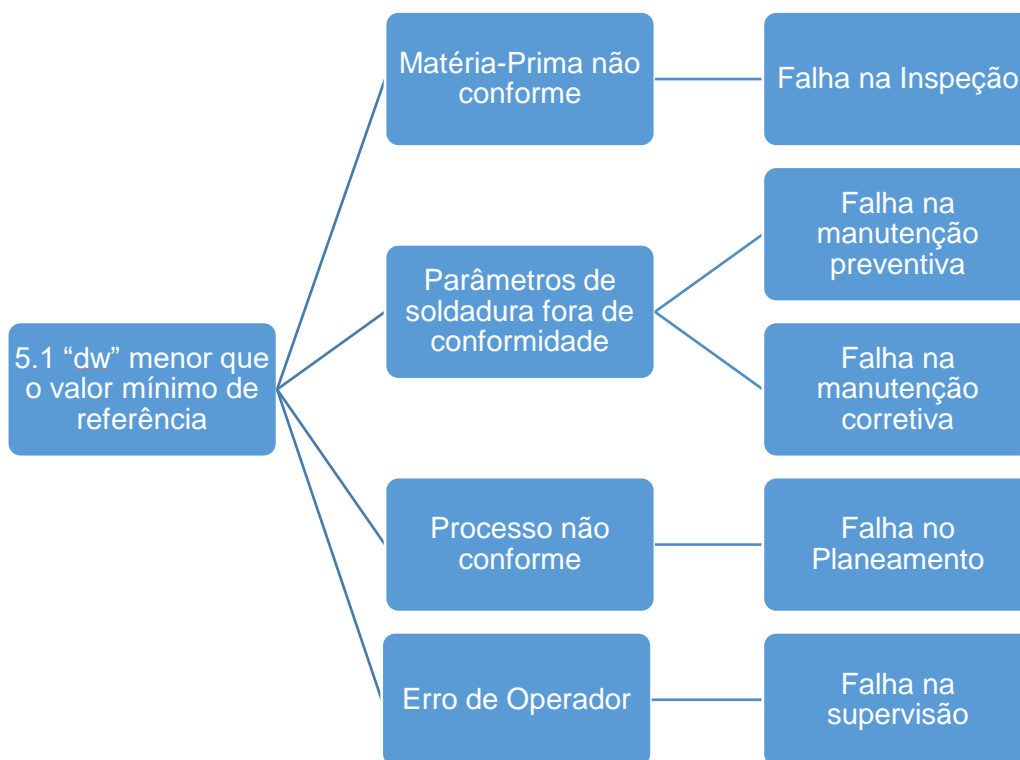 Matéria-Prima não
conforme
Falha na Inspeção
Falha na
manutenção
preventiva
Parâmetros de
soldadura fora de
conformidade
5.1 “dw” menor que
o valor mínimo de
referência
Falha na
manutenção
corretiva
Processo não
conforme
Falha no
Planeamento
Erro de Operador
Falha na
supervisão